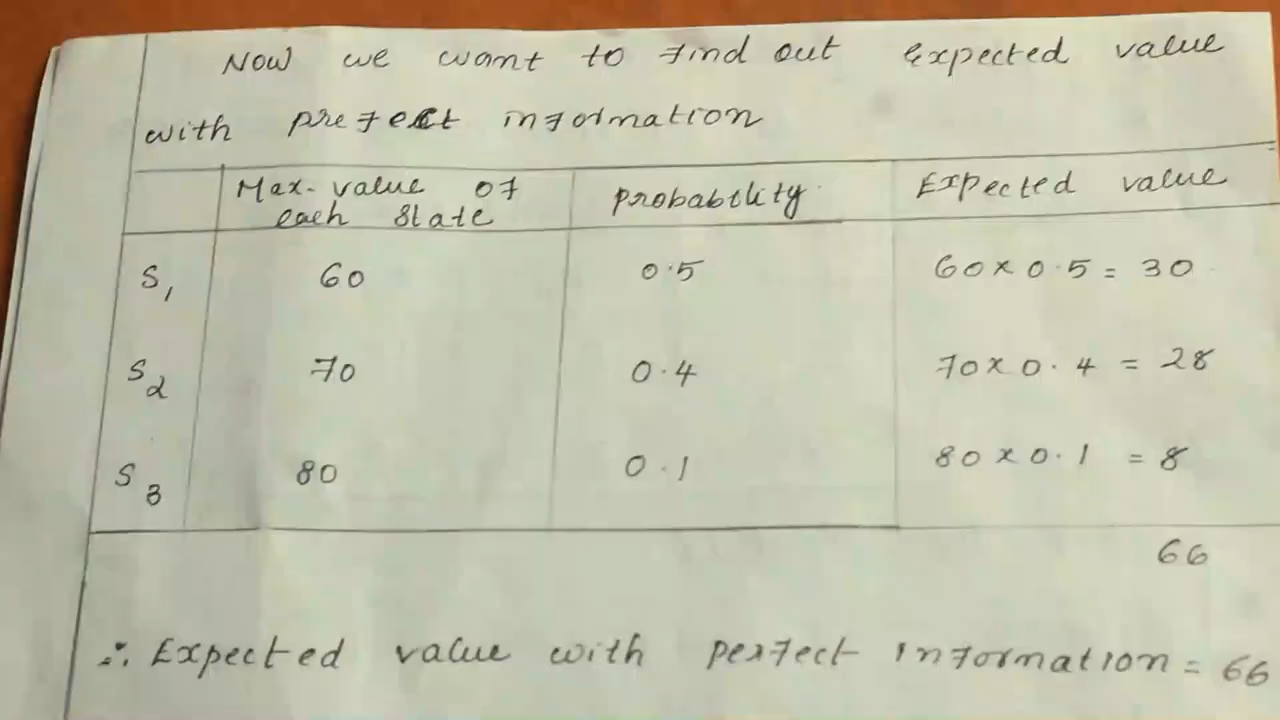 Now we want to find out expected value
with prefect information
Max. value of each state Probability Expected value
S1 60 0.5 60 x 0.5 = 30
S2 70 0.4 70 x 0.4 = 28
S3 80 0.1 80 x 0.1 = 8
66
∴ Expected value with perfect information = 66